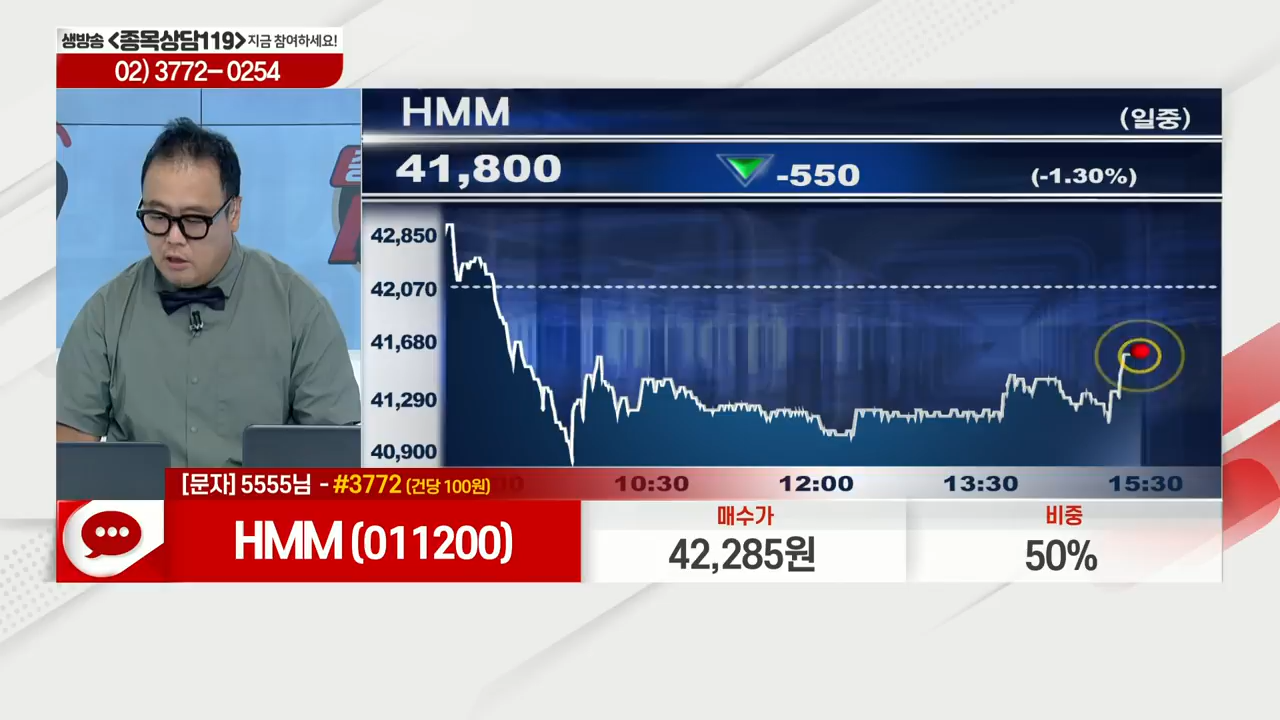 생방송 <종목상담119> 지금 참여하세요!
02) 3772-0254
HMM
(일중)
41,800
-550
(-1.30%)
42,850
42,070
41,680
41,290
40,900
10:30
12:00
13:30
15:30
[문자] 5555님 - #3772 (건당 100원)
HMM (011200)
매수가
42,285원
비중
50%